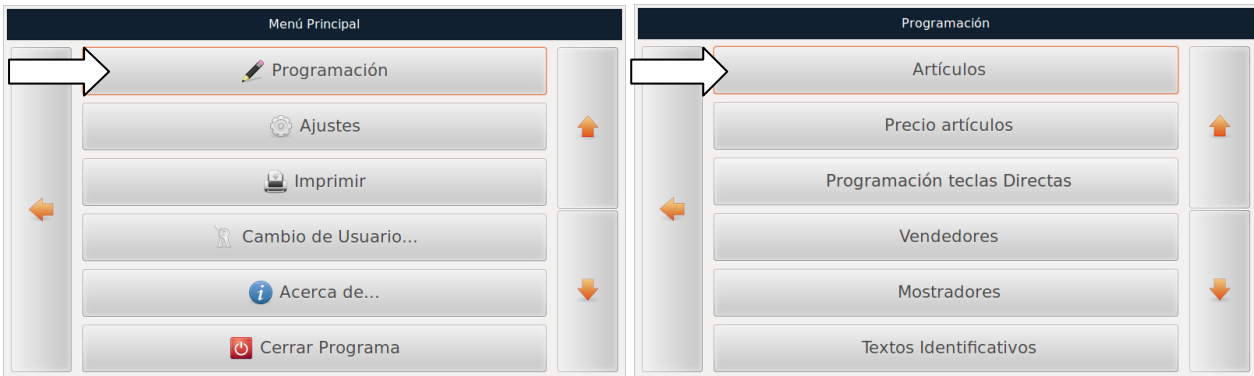 Menú Principal
Programación
Ajustes
Imprimir
Cambio de Usuario...
Acerca de...
Cerrar Programa
Programación
Artículos
Precio artículos
Programación teclas Directas
Vendedores
Mostradores
Textos Identificativos